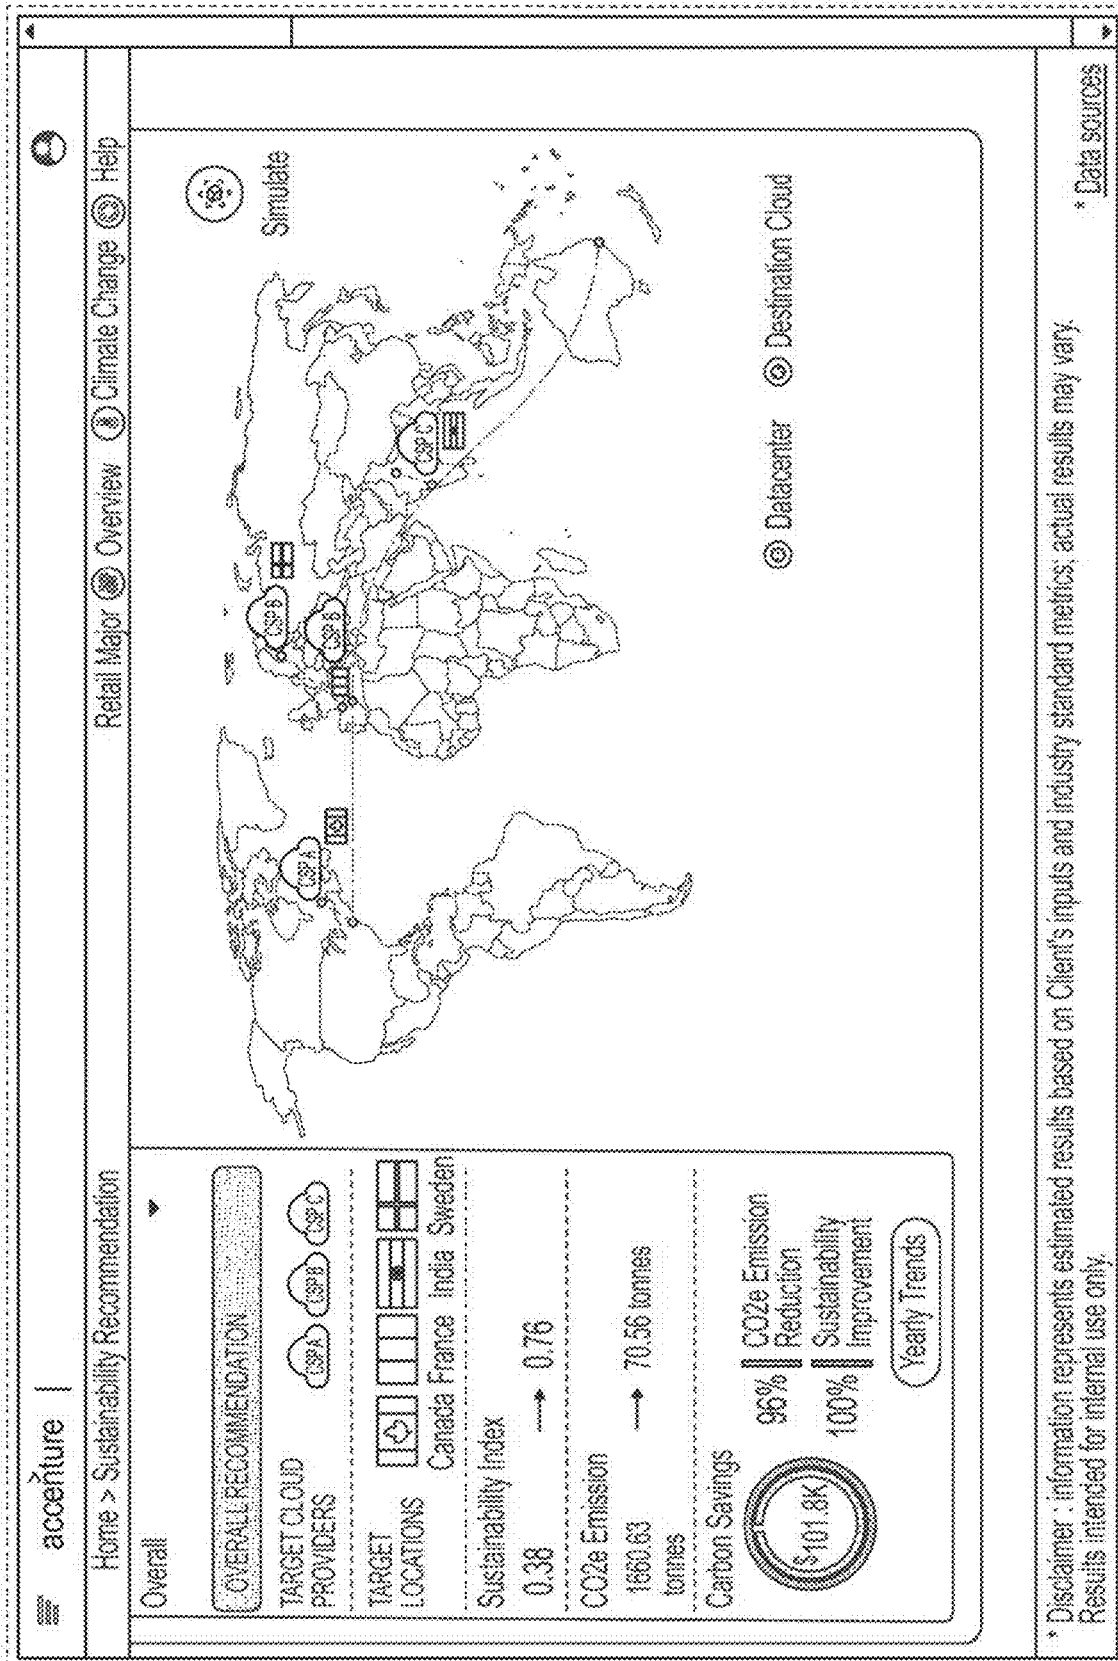 accenture
Home > Sustainability Recommendation
Retail Major Overview Climate Change Help
Overall
OVERALL RECOMMENDATION
TARGET CLOUD
PROVIDERS
CSP A CSP B CSP C
TARGET
LOCATIONS
Canada France India Sweden
Sustainability Index
0.38 → 0.76
CO2e Emission
1660.63
tonnes
→ 70.56 tonnes
Carbon Savings
$101.8K
96% CO2e Emission
Reduction
100% Sustainability
Improvement
Yearly Trends
Simulate
CSP A
CSP B
CSP B
CSP C
Datacenter Destination Cloud
* Disclaimer : information represents estimated results based on Client's inputs and industry standard metrics; actual results may vary.
Results intended for internal use only.
* Data sources